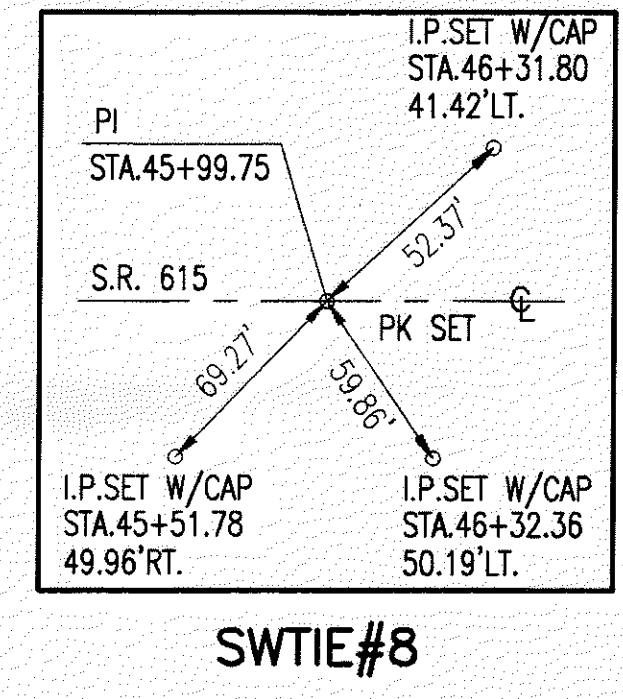 I.P.SET W/CAP
STA.46+31.80
41.42'LT.
PI
STA.45+99.75
52.37'
S.R. 615
℄
PK SET
69.27'
59.86'
I.P.SET W/CAP
STA.45+51.78
49.96'RT.
I.P.SET W/CAP
STA.46+32.36
50.19'LT.
SWTIE#8